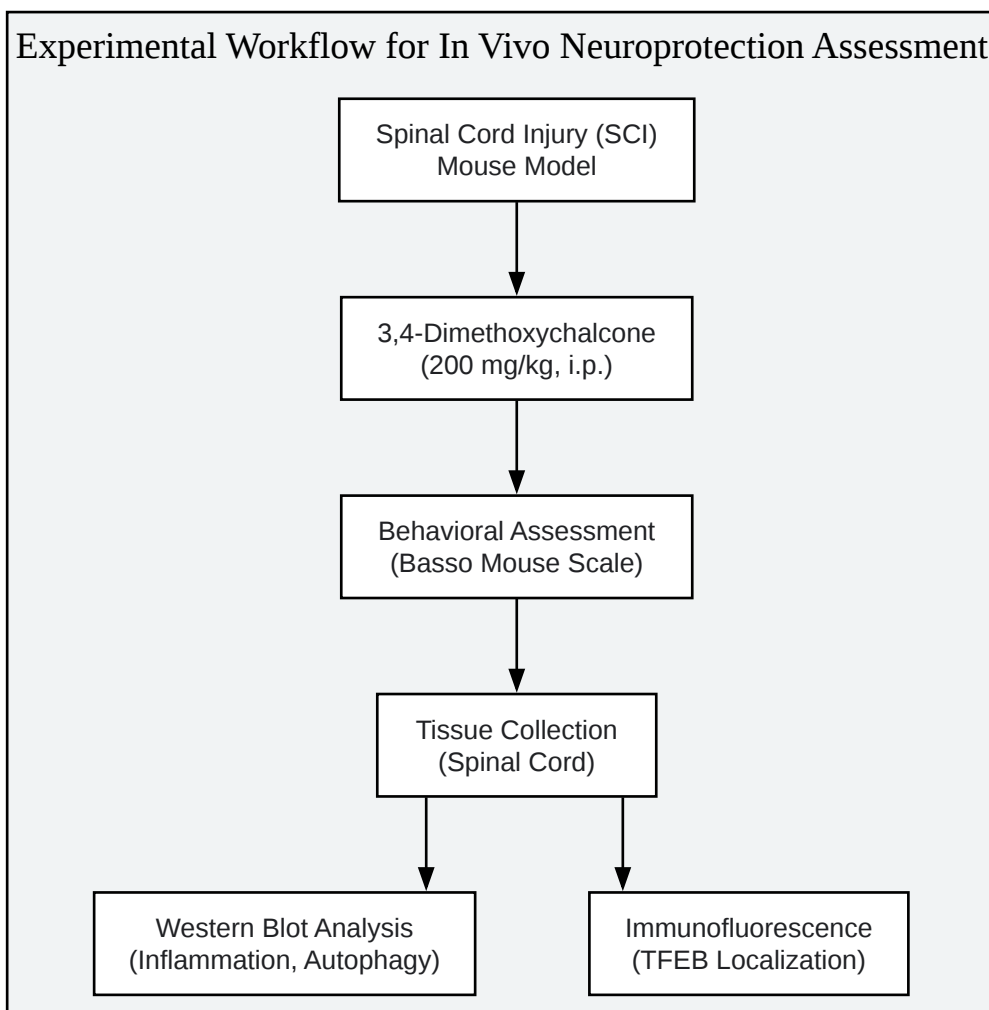 Experimental Workflow for In Vivo Neuroprotection Assessment
Spinal Cord Injury (SCI)
Mouse Model
3,4-Dimethoxychalcone
(200 mg/kg, i.p.)
Behavioral Assessment
(Basso Mouse Scale)
Tissue Collection
(Spinal Cord)
Western Blot Analysis
(Inflammation, Autophagy)
Immunofluorescence
(TFEB Localization)